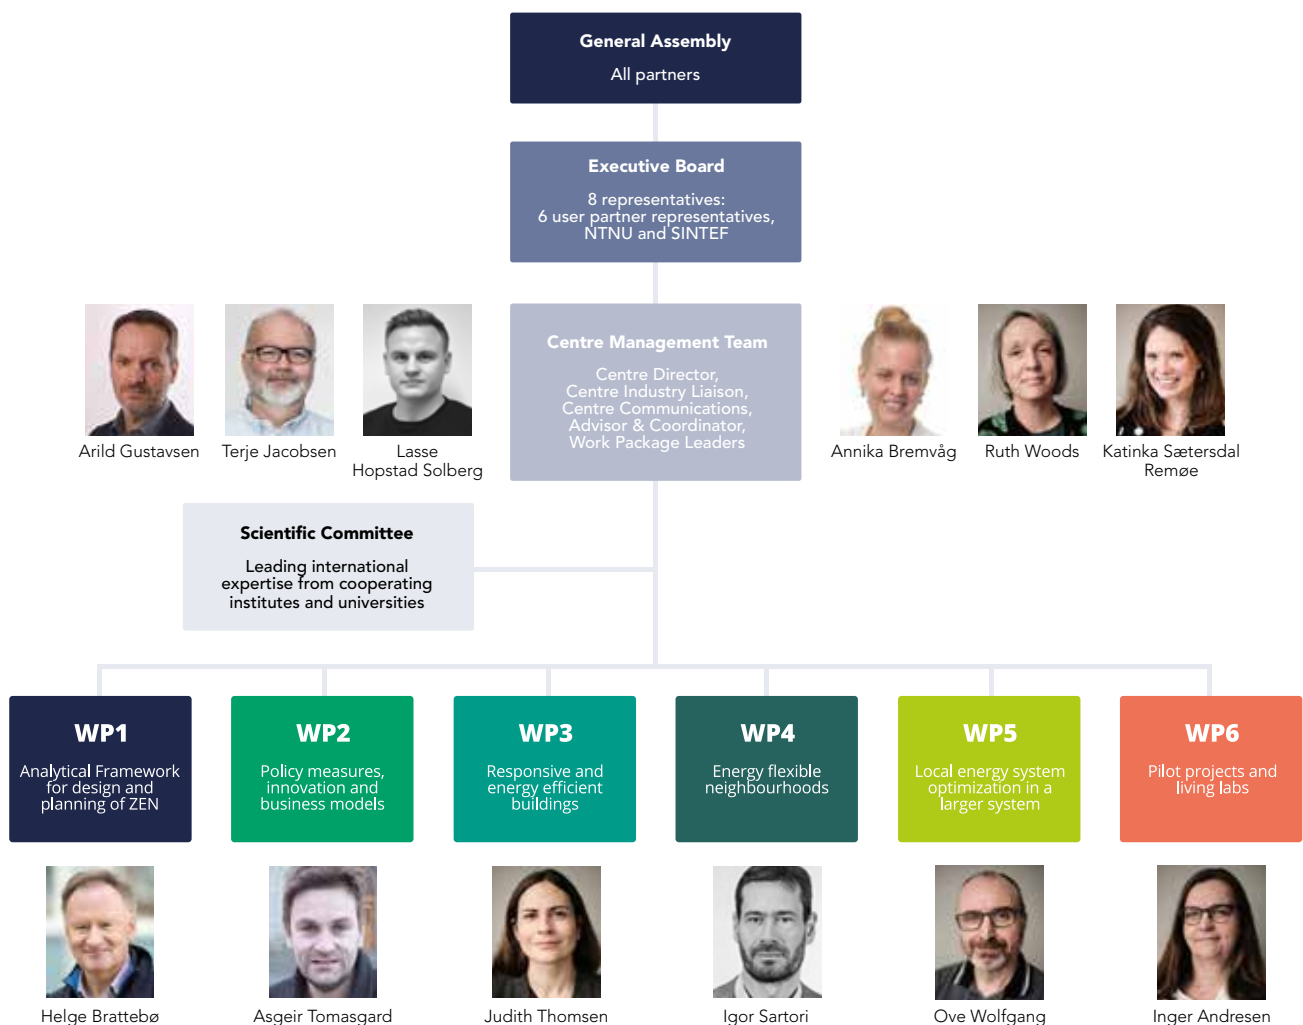 General Assembly
All partners
Executive Board
8 representatives:
6 user partner representatives,
NTNU and SINTEF
Centre Management Team
Centre Director,
Centre Industry Liaison,
Centre Communications,
Advisor & Coordinator,
Work Package Leaders
Arild Gustavsen
Terje Jacobsen
Lasse
Hopstad Solberg
Annika Bremvåg
Ruth Woods
Katinka Sætersdal
Remøe
Scientific Committee
Leading international
expertise from cooperating
institutes and universities
WP1
Analytical Framework
for design and
planning of ZEN
WP2
Policy measures,
innovation and
business models
WP3
Responsive and
energy efficient
buildings
WP4
Energy flexible
neighbourhoods
WP5
Local energy system
optimization in a
larger system
WP6
Pilot projects and
living labs
Helge Brattebø
Asgeir Tomasgard
Judith Thomsen
Igor Sartori
Ove Wolfgang
Inger Andresen